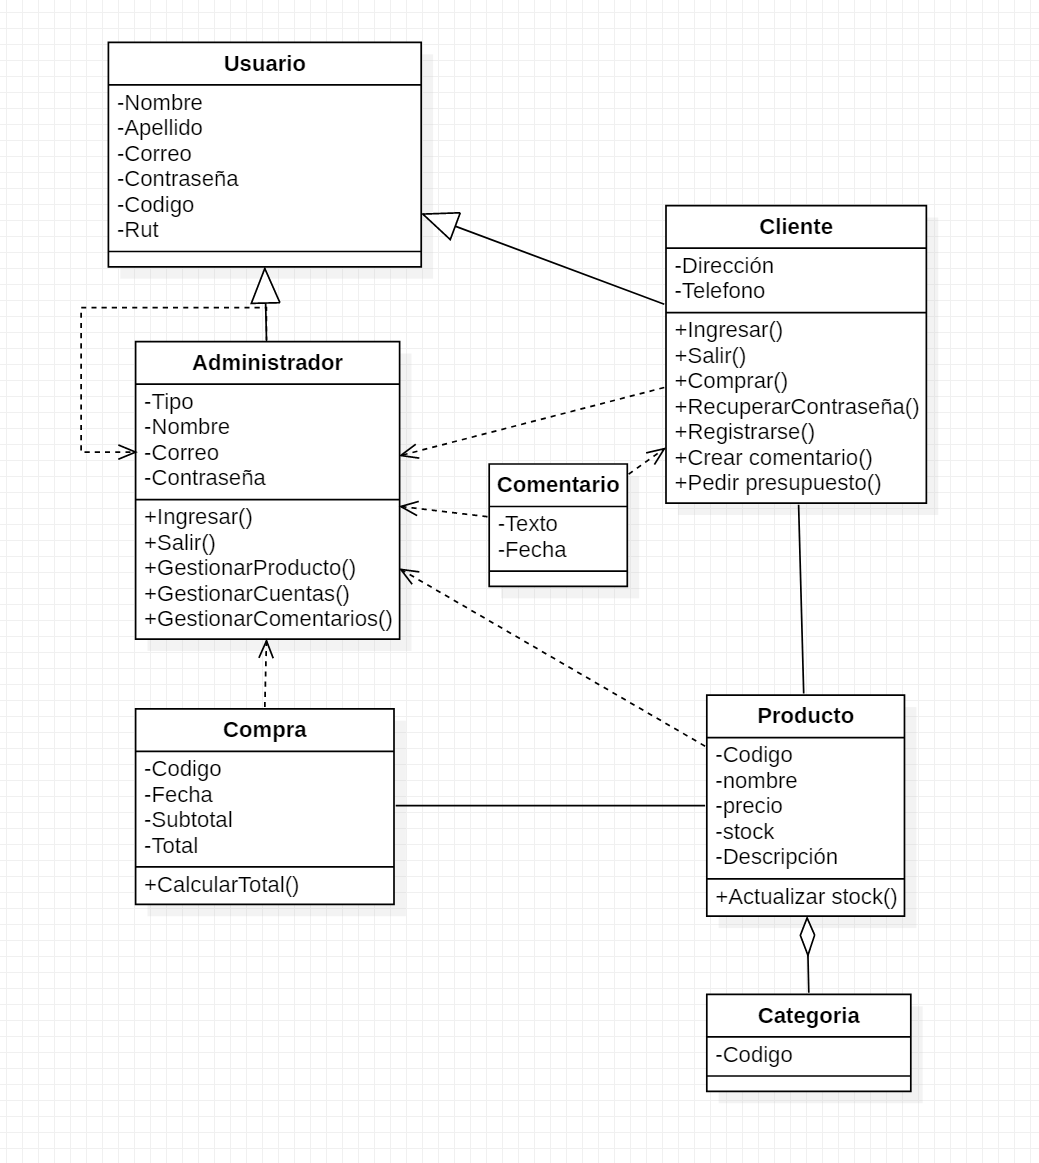 Usuario
-Nombre
-Apellido
-Correo
-Contraseña
-Codigo
-Rut
Cliente
-Dirección
-Telefono
+Ingresar()
+Salir()
+Comprar()
+RecuperarContraseña()
+Registrarse()
+Crear comentario()
+Pedir presupuesto()
Administrador
-Tipo
-Nombre
-Correo
-Contraseña
+Ingresar()
+Salir()
+GestionarProducto()
+GestionarCuentas()
+GestionarComentarios()
Comentario
-Texto
-Fecha
Compra
-Codigo
-Fecha
-Subtotal
-Total
+CalcularTotal()
Producto
-Codigo
-nombre
-precio
-stock
-Descripción
+Actualizar stock()
Categoria
-Codigo